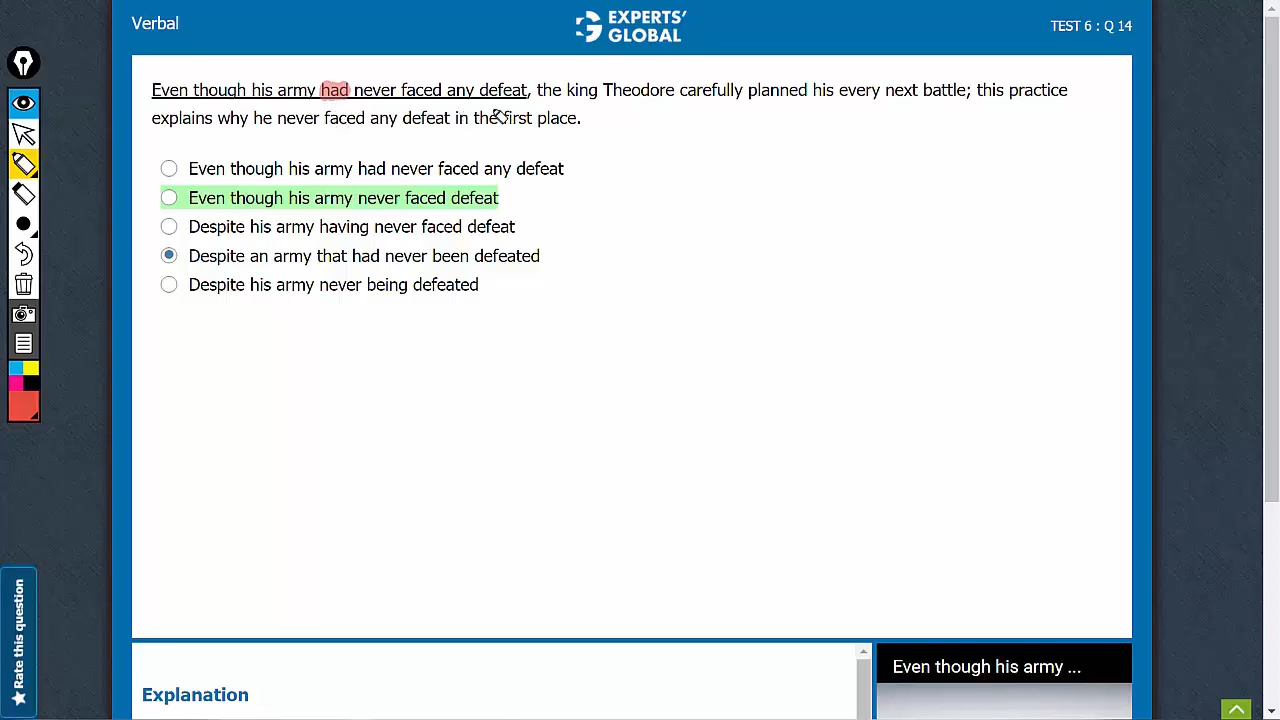 Verbal
EXPERTS'
GLOBAL
TEST 6 : Q 14
Even though his army had never faced any defeat, the king Theodore carefully planned his every next battle; this practice
explains why he never faced any defeat in the first place.
Even though his army had never faced any defeat
Even though his army never faced defeat
Despite his army having never faced defeat
Despite an army that had never been defeated
Despite his army never being defeated
Rate this question
Explanation
Even though his army ...